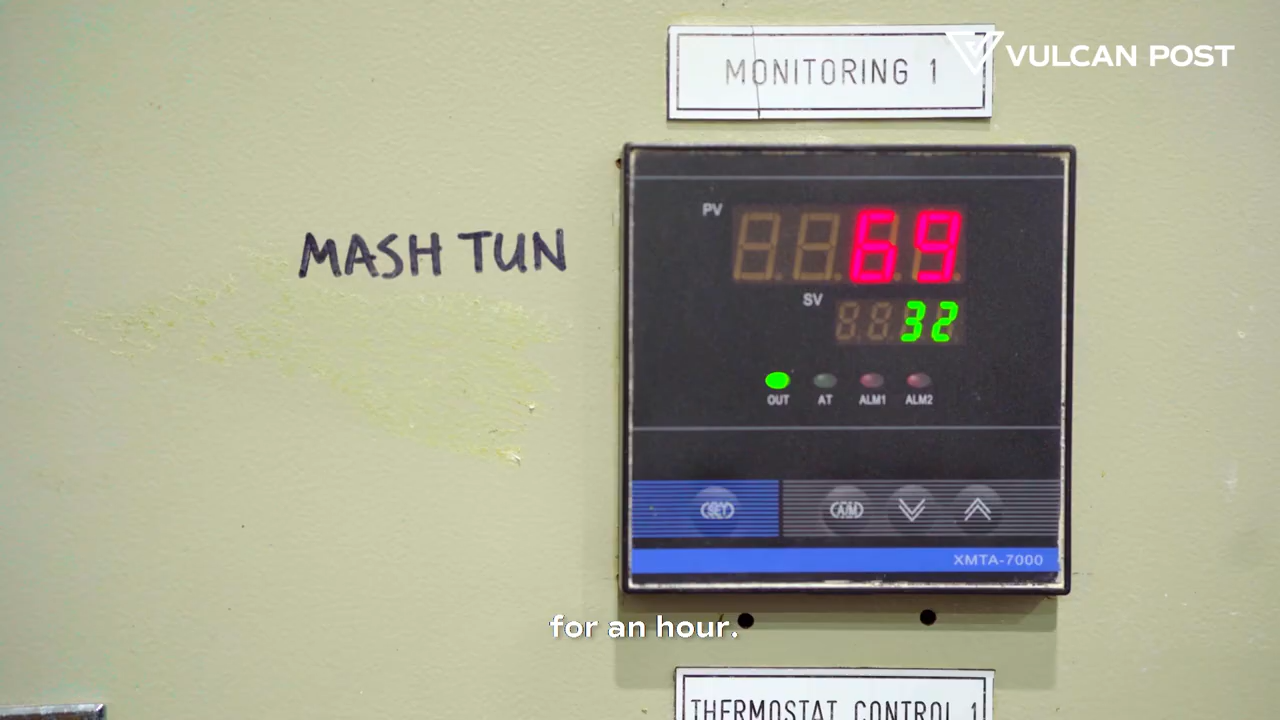 MONITORING 1
VULCAN POST
PV
69
MASH TUN
SV
32
OUT AT ALM1 ALM2
SET A/M
XMTA-7000
for an hour.
THERMOSTAT CONTROL 1